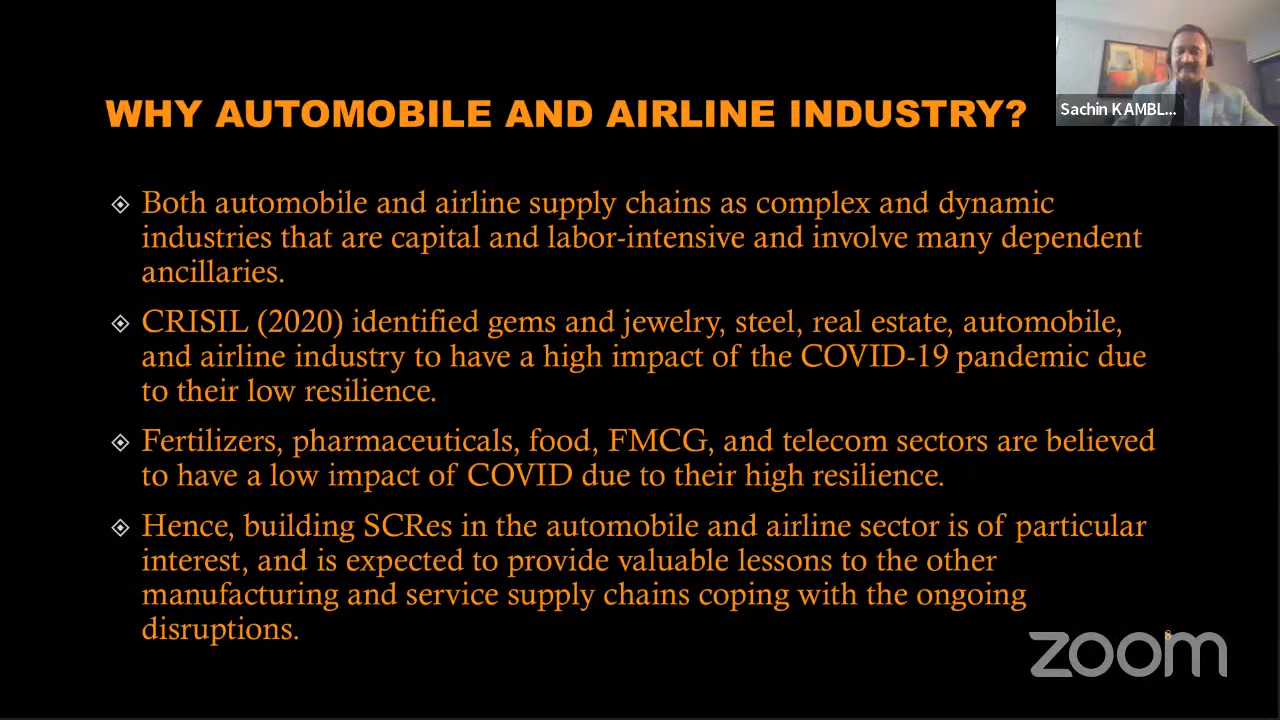 WHY AUTOMOBILE AND AIRLINE INDUSTRY?
Sachin KAMBL...
Both automobile and airline supply chains as complex and dynamic
industries that are capital and labor-intensive and involve many dependent
ancillaries.
CRISIL (2020) identified gems and jewelry, steel, real estate, automobile,
and airline industry to have a high impact of the COVID-19 pandemic due
to their low resilience.
Fertilizers, pharmaceuticals, food, FMCG, and telecom sectors are believed
to have a low impact of COVID due to their high resilience.
Hence, building SCRes in the automobile and airline sector is of particular
interest, and is expected to provide valuable lessons to the other
manufacturing and service supply chains coping with the ongoing
disruptions.
8
zoom